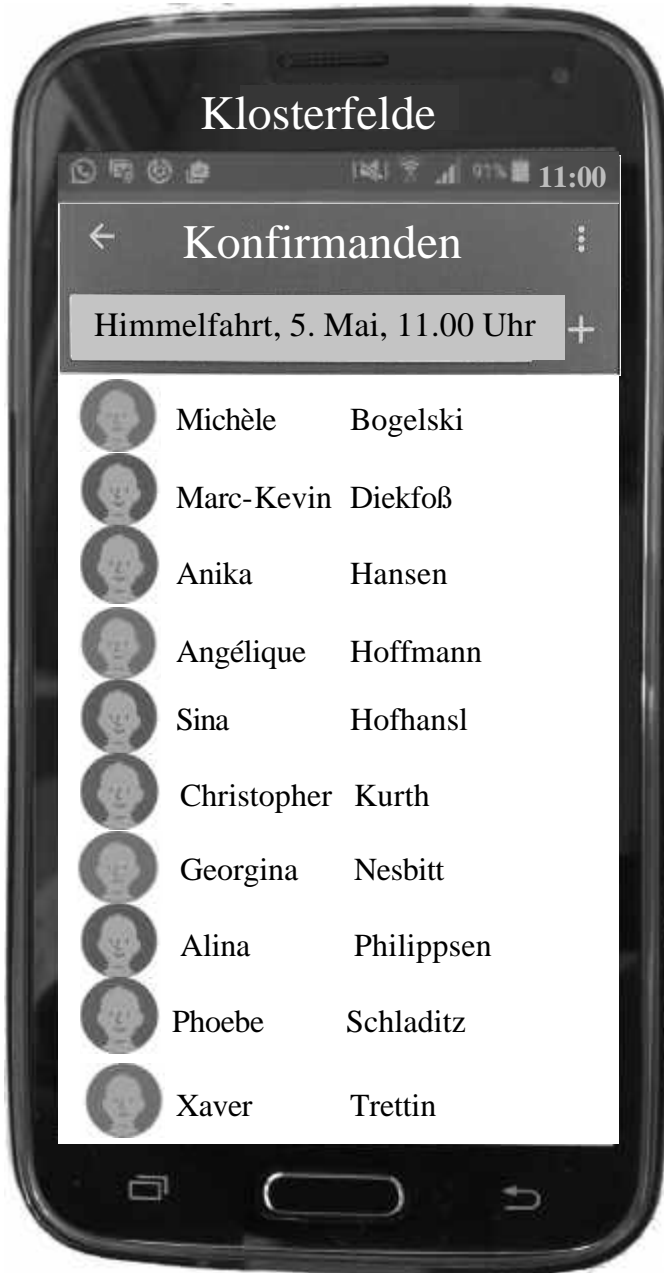 Klosterfelde
91% 11:00
Konfirmanden
Himmelfahrt, 5. Mai, 11.00 Uhr
Michèle Bogelski
Marc-Kevin Diekfoß
Anika Hansen
Angélique Hoffmann
Sina Hofhansl
Christopher Kurth
Georgina Nesbitt
Alina Philippsen
Phoebe Schladitz
Xaver Trettin